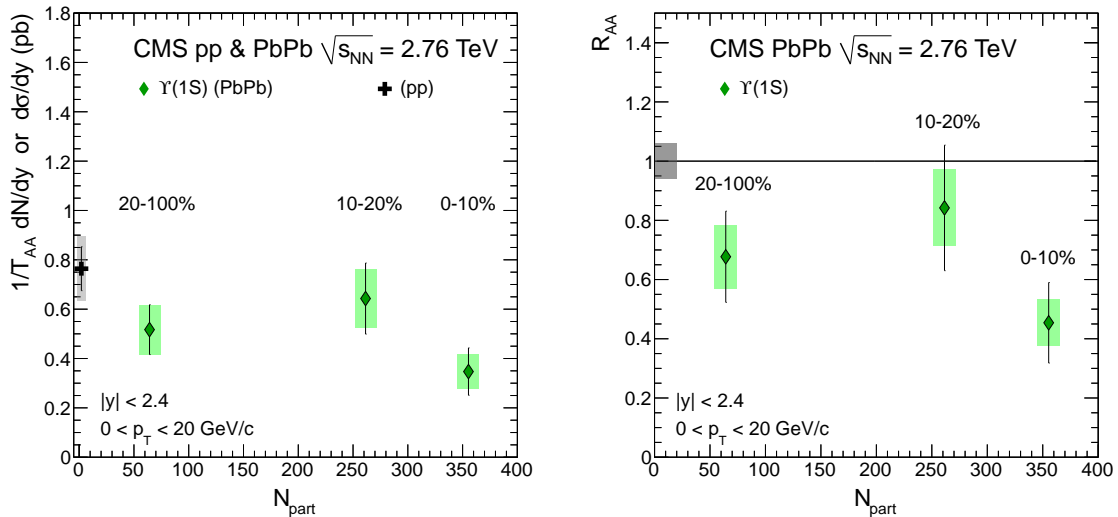 CMS pp & PbPb √s_NN = 2.76 TeV
ϒ(1S) (PbPb) (pp)
20-100% 10-20% 0-10%
|y| < 2.4
0 < p_T < 20 GeV/c
1/T_AA dN/dy or dσ/dy (pb)
0 0.2 0.4 0.6 0.8 1 1.2 1.4 1.6 1.8
0 50 100 150 200 250 300 350 400
N_part
CMS PbPb √s_NN = 2.76 TeV
ϒ(1S)
10-20%
20-100%
0-10%
|y| < 2.4
0 < p_T < 20 GeV/c
R_AA
0 0.2 0.4 0.6 0.8 1 1.2 1.4
0 50 100 150 200 250 300 350 400
N_part